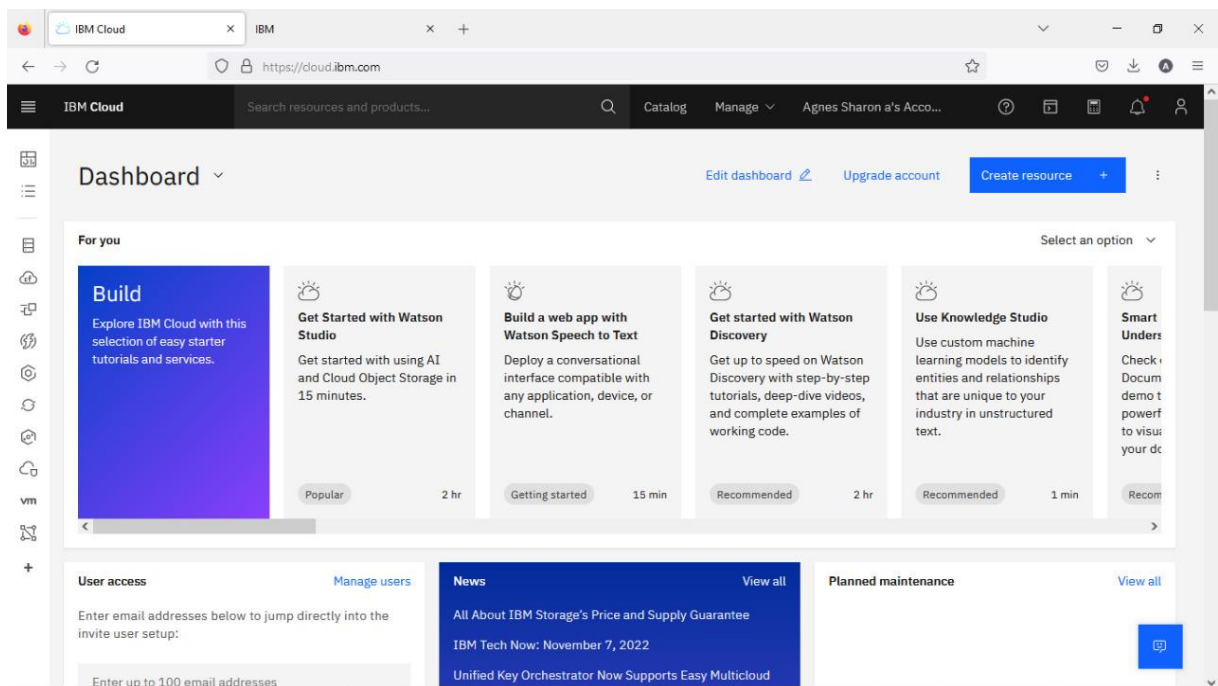 IBM Cloud
IBM
https://cloud.ibm.com
IBM Cloud
Search resources and products...
Catalog
Manage
Agnes Sharon a's Acco...
Dashboard
Edit dashboard
Upgrade account
Create resource +
For you
Select an option
Build
Explore IBM Cloud with this
selection of easy starter
tutorials and services.
Get Started with Watson
Studio
Get started with using AI
and Cloud Object Storage in
15 minutes.
Popular
2 hr
Build a web app with
Watson Speech to Text
Deploy a conversational
interface compatible with
any application, device, or
channel.
Getting started
15 min
Get started with Watson
Discovery
Get up to speed on Watson
Discovery with step-by-step
tutorials, deep-dive videos,
and complete examples of
working code.
Recommended
2 hr
Use Knowledge Studio
Use custom machine
learning models to identify
entities and relationships
that are unique to your
industry in unstructured
text.
Recommended
1 min
Smart
Unders
Check
Docum
demo t
powerf
to visua
your do
Recom
vm
User access
Manage users
Enter email addresses below to jump directly into the
invite user setup:
Enter up to 100 email addresses
News
View all
All About IBM Storage's Price and Supply Guarantee
IBM Tech Now: November 7, 2022
Unified Key Orchestrator Now Supports Easy Multicloud
Planned maintenance
View all